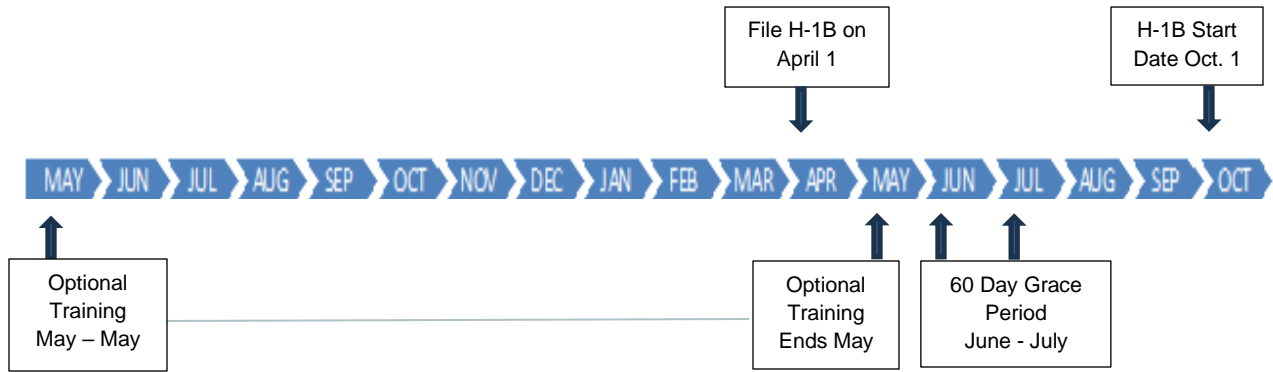 File H-1B on
April 1
H-1B Start
Date Oct. 1
MAY JUN JUL AUG SEP OCT NOV DEC JAN FEB MAR APR MAY JUN JUL AUG SEP OCT
Optional
Training
May – May
Optional
Training
Ends May
60 Day Grace
Period
June - July